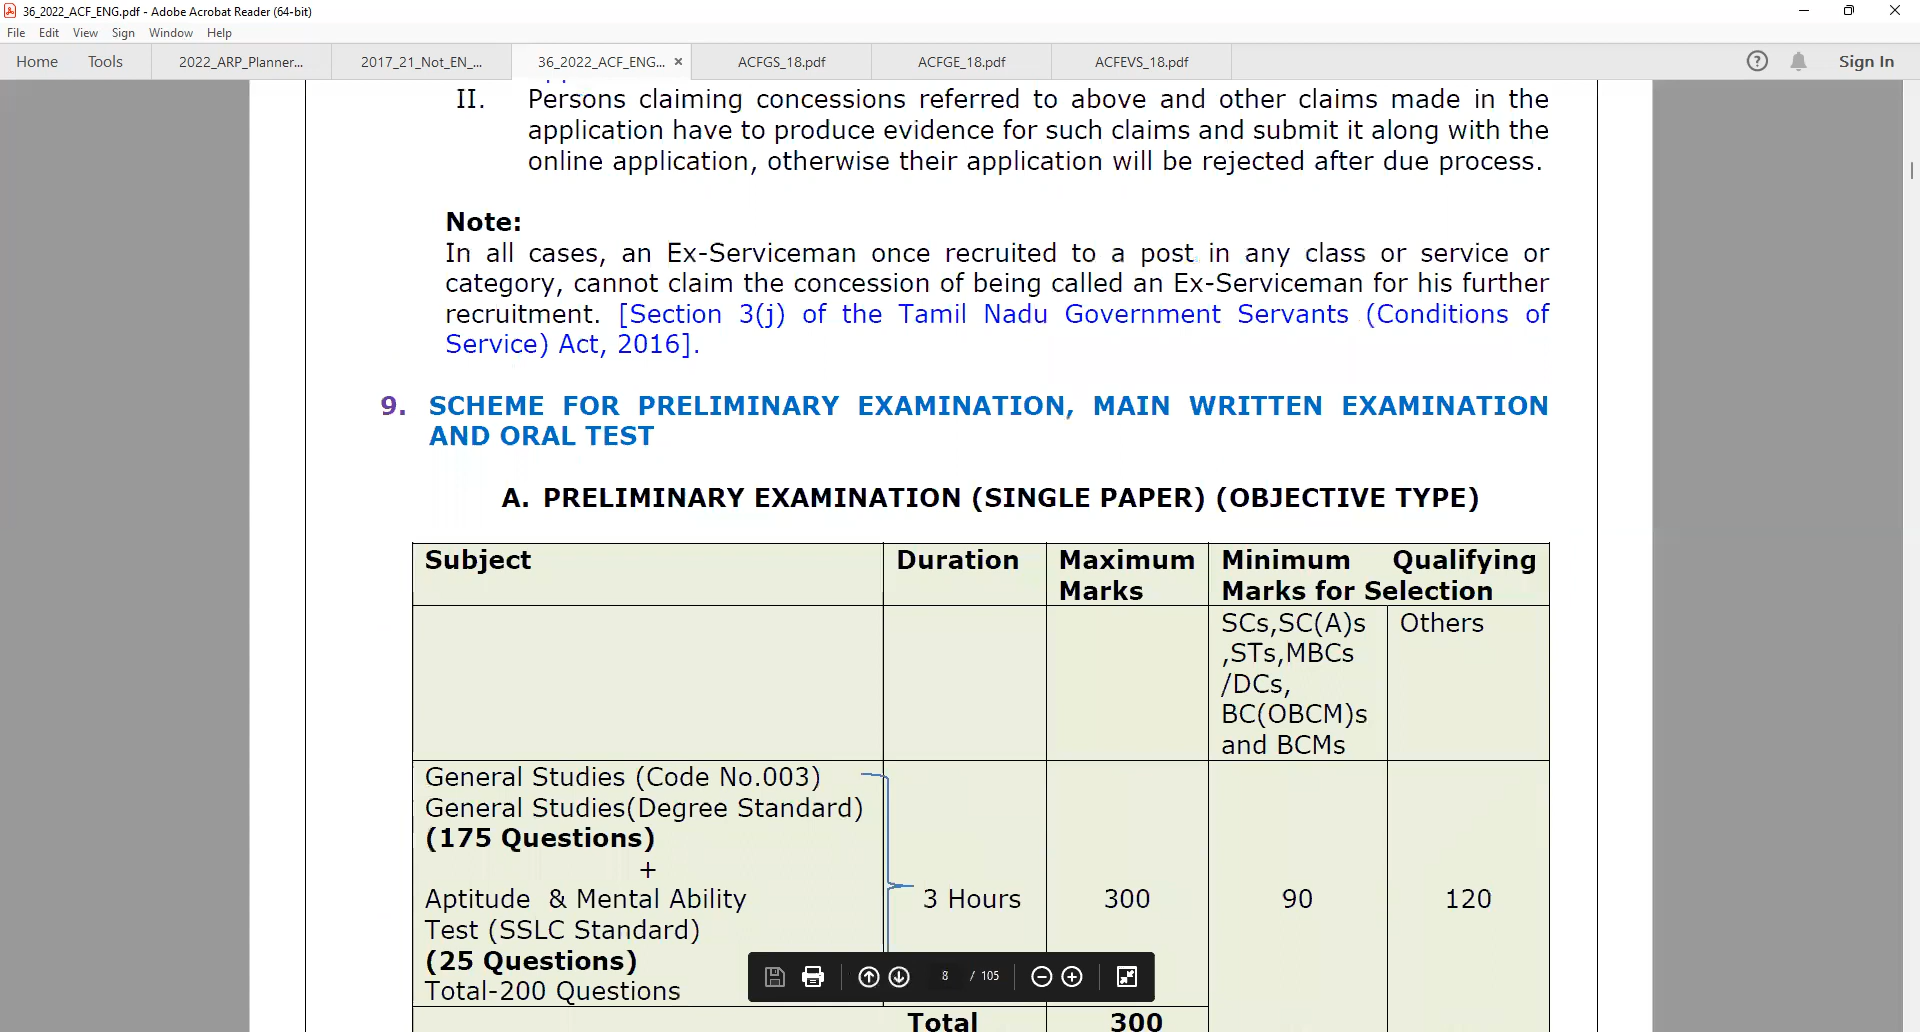 36_2022_ACF_ENG.pdf - Adobe Acrobat Reader (64-bit)
File Edit View Sign Window Help
Home Tools 2022_ARP_Planner... 2017_21_Not_EN_... 36_2022_ACF_ENG... ACFGS_18.pdf ACFGE_18.pdf ACFEVS_18.pdf Sign In
II. Persons claiming concessions referred to above and other claims made in the
application have to produce evidence for such claims and submit it along with the
online application, otherwise their application will be rejected after due process.
Note:
In all cases, an Ex-Serviceman once recruited to a post in any class or service or
category, cannot claim the concession of being called an Ex-Serviceman for his further
recruitment. [Section 3(j) of the Tamil Nadu Government Servants (Conditions of
Service) Act, 2016].
9. SCHEME FOR PRELIMINARY EXAMINATION, MAIN WRITTEN EXAMINATION
AND ORAL TEST
A. PRELIMINARY EXAMINATION (SINGLE PAPER) (OBJECTIVE TYPE)
Subject Duration Maximum Minimum Qualifying
Marks Marks for Selection
SCs,SC(A)s Others
,STs,MBCs
/DCs,
BC(OBCM)s
and BCMs
General Studies (Code No.003)
General Studies(Degree Standard)
(175 Questions)
+
Aptitude & Mental Ability 3 Hours 300 90 120
Test (SSLC Standard)
(25 Questions)
Total-200 Questions
8 / 105
Total 300